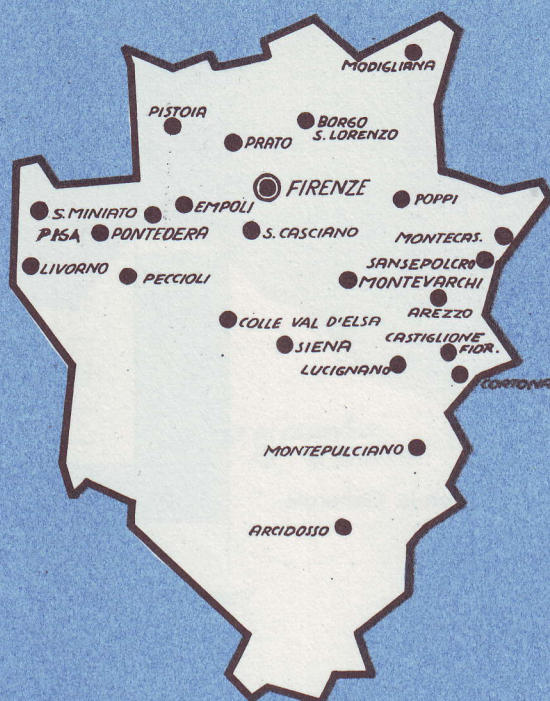 MODIGLIANA
PISTOIA
BORGO
S. LORENZO
PRATO
FIRENZE
POPPI
EMPOLI
S. MINIATO
PISA
PONTEDERA
S. CASCIANO
MONTECAS.
SANSEPOLCRO
LIVORNO
PECCIOLI
MONTEVARCHI
AREZZO
COLLE VAL D'ELSA
CASTIGLIONE
FIOR.
SIENA
LUCIGNANO
CORTONA
MONTEPULCIANO
ARCIDOSSO